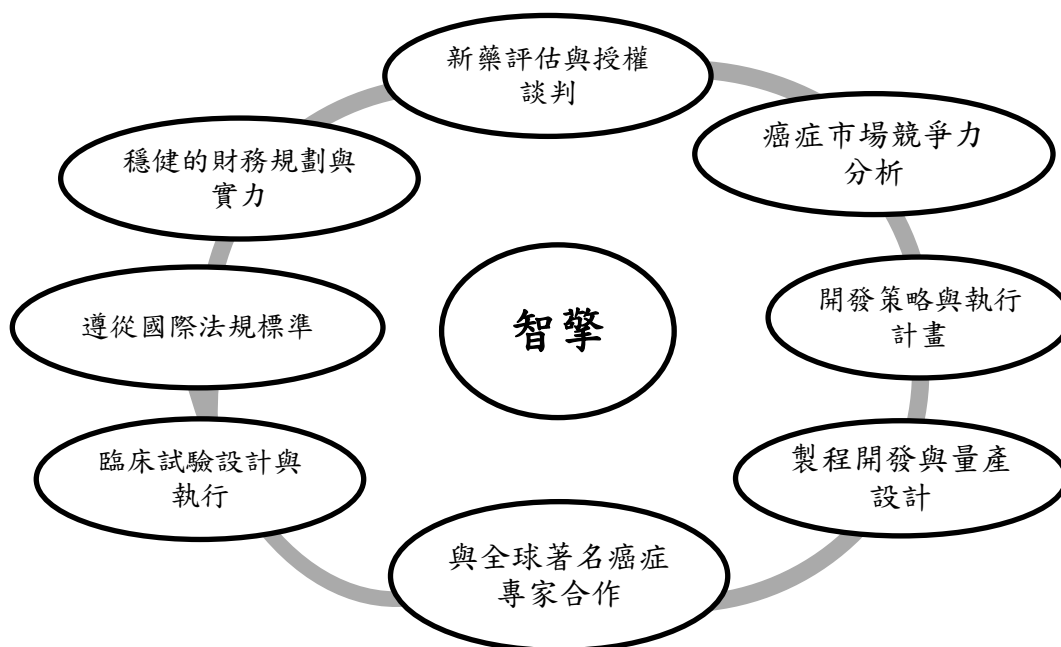 新藥評估與授權
談判
癌症市場競爭力
分析
開發策略與執行
計畫
製程開發與量產
設計
與全球著名癌症
專家合作
臨床試驗設計與
執行
遵從國際法規標準
穩健的財務規劃與
實力
智擎